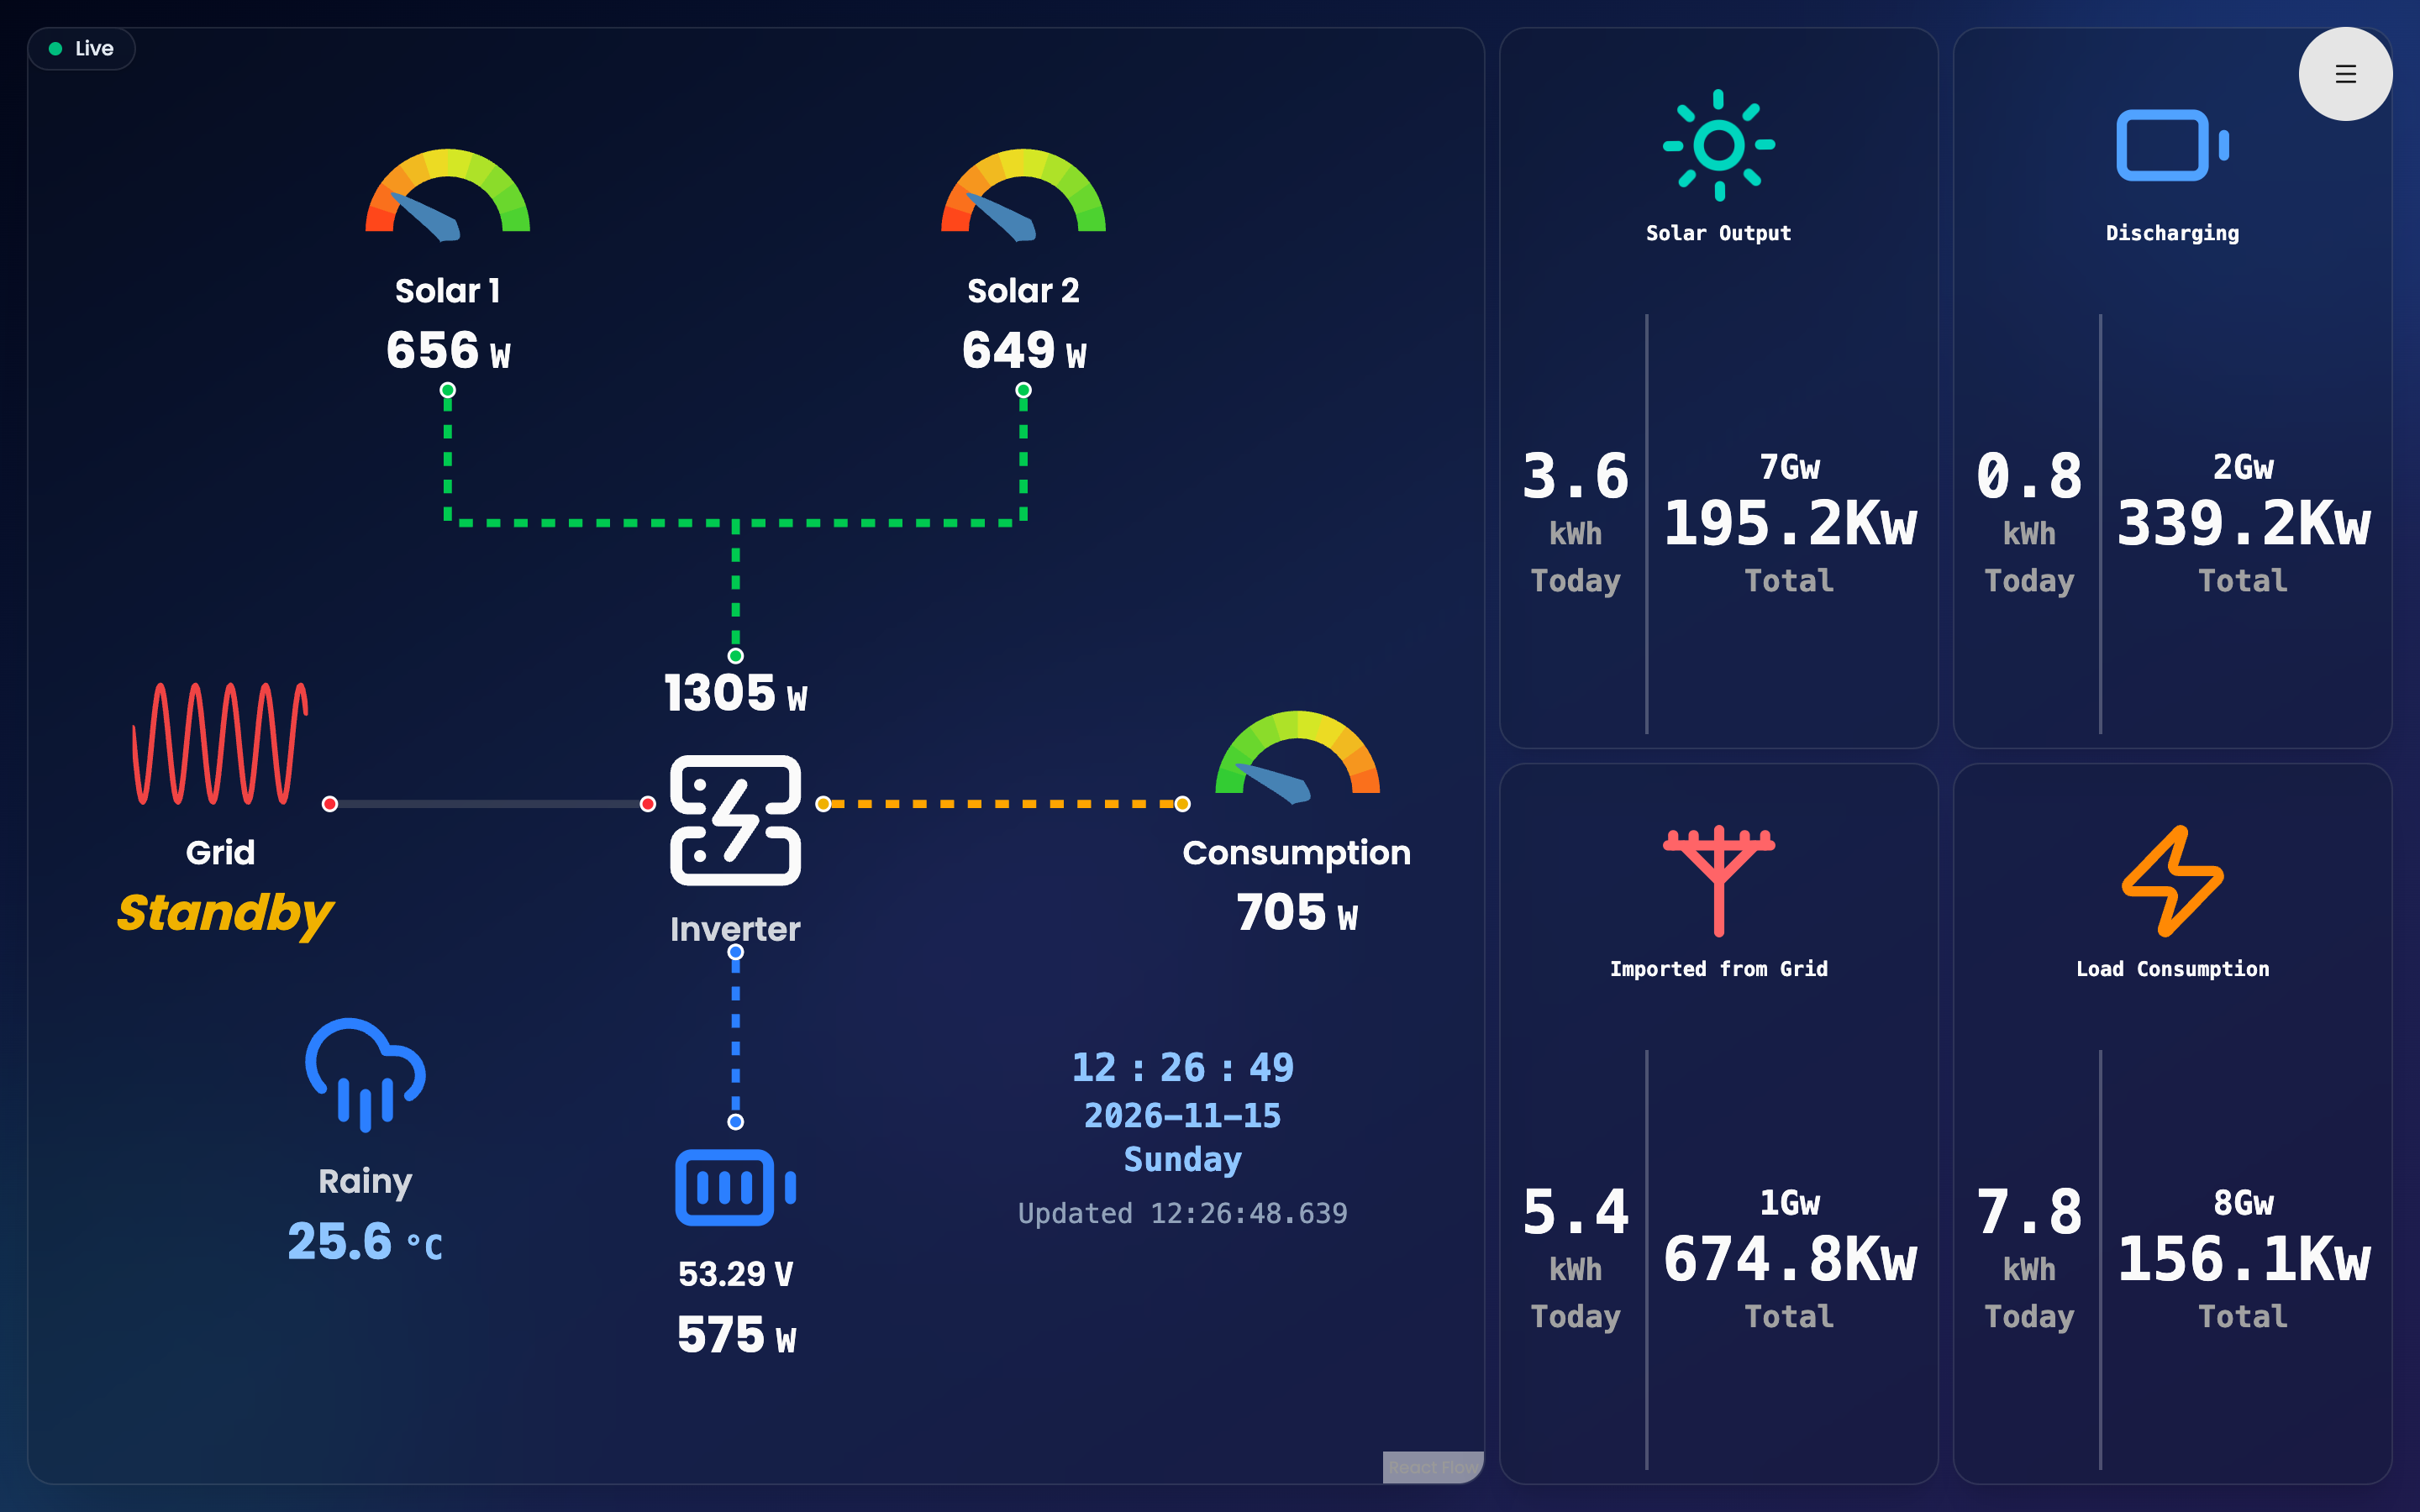 Live
Solar 1
656 W
Solar 2
649 W
1305 W
Grid
Standby
Inverter
Consumption
705 W
Rainy
25.6 °C
53.29 V
575 W
12 : 26 : 49
2026-11-15
Sunday
Updated 12:26:48.639
React Flow
Solar Output
3.6
kWh
Today
7Gw
195.2Kw
Total
Discharging
0.8
kWh
Today
2Gw
339.2Kw
Total
Imported from Grid
5.4
kWh
Today
1Gw
674.8Kw
Total
Load Consumption
7.8
kWh
Today
8Gw
156.1Kw
Total